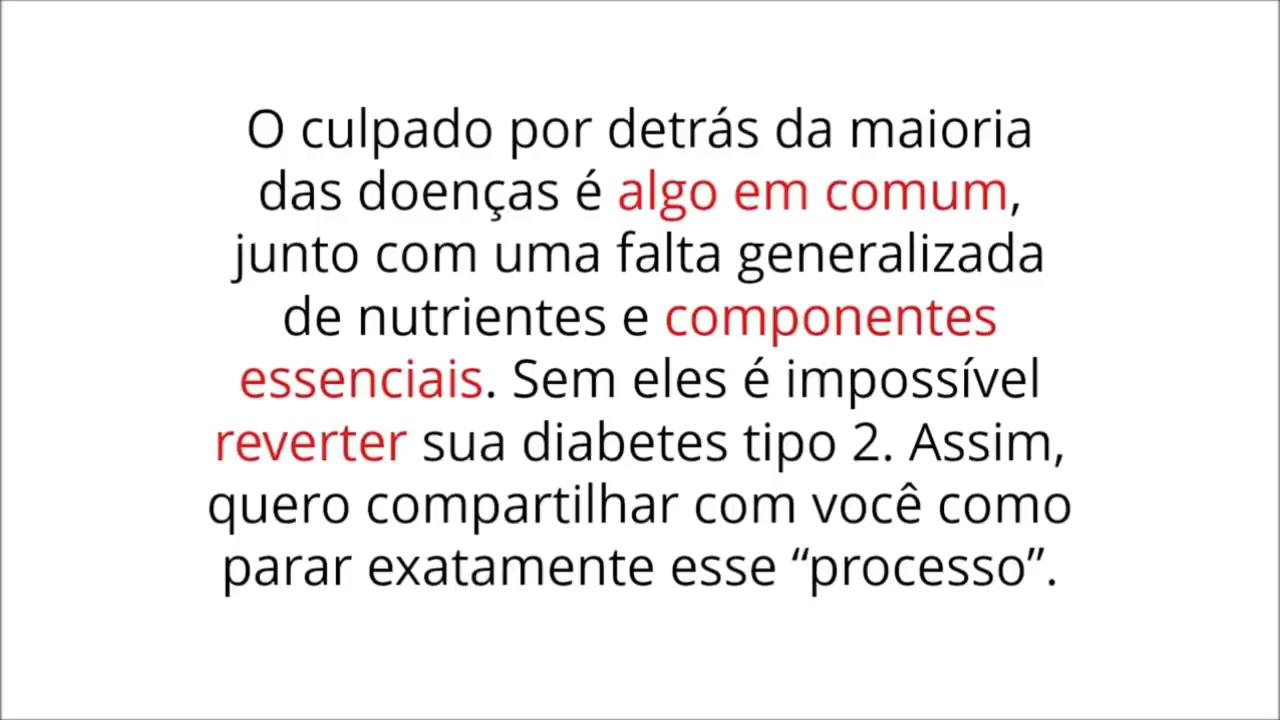 O culpado por detrás da maioria
das doenças é algo em comum,
junto com uma falta generalizada
de nutrientes e componentes
essenciais. Sem eles é impossível
reverter sua diabetes tipo 2. Assim,
quero compartilhar com você como
parar exatamente esse “processo”.